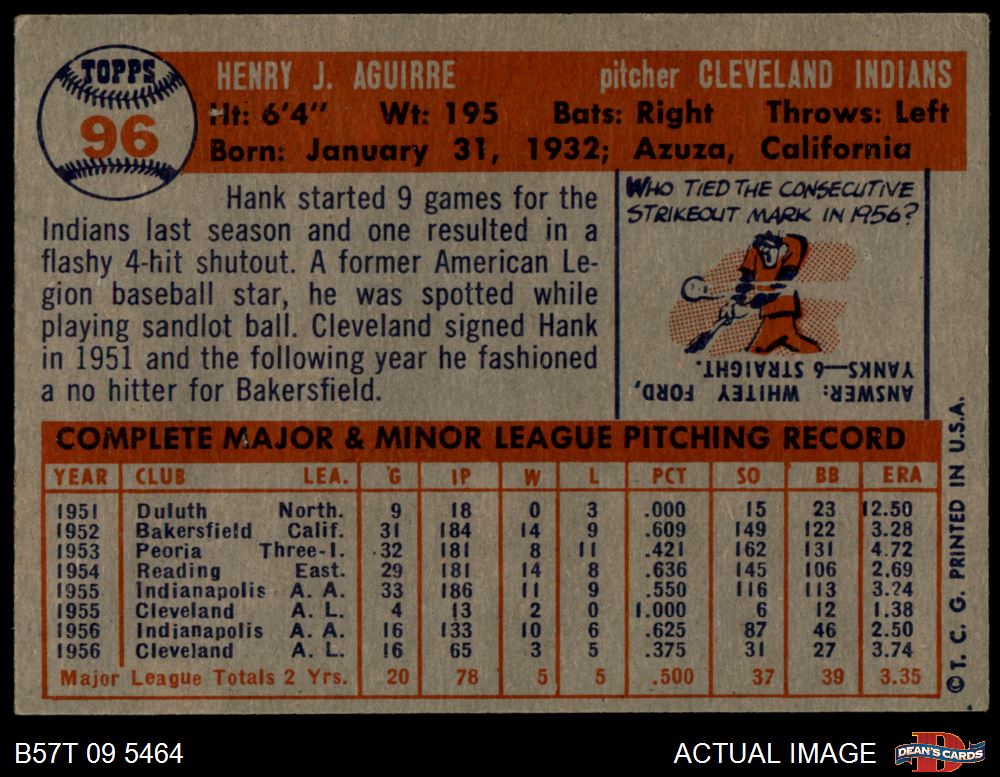 TOPPS
96
HENRY J. AGUIRRE pitcher CLEVELAND INDIANS
Ht: 6'4" Wt: 195 Bats: Right Throws: Left
Born: January 31, 1932; Azuza, California
Hank started 9 games for the
Indians last season and one resulted in a
flashy 4-hit shutout. A former American Le-
gion baseball star, he was spotted while
playing sandlot ball. Cleveland signed Hank
in 1951 and the following year he fashioned
a no hitter for Bakersfield.
WHO TIED THE CONSECUTIVE
STRIKEOUT MARK IN 1956?
ANSWER: WHITEY FORD,
YANKS—6 STRAIGHT.
COMPLETE MAJOR & MINOR LEAGUE PITCHING RECORD
YEAR CLUB LEA. G IP W L PCT SO BB ERA
1951 Duluth North. 9 18 0 3 .000 15 23 12.50
1952 Bakersfield Calif. 31 184 14 9 .609 149 122 3.28
1953 Peoria Three-I. 32 181 8 11 .421 162 131 4.72
1954 Reading East. 29 181 14 8 .636 145 106 2.69
1955 Indianapolis A. A. 33 186 11 9 .550 116 113 3.24
1955 Cleveland A. L. 4 13 2 0 1.000 6 12 1.38
1956 Indianapolis A. A. 16 133 10 6 .625 87 46 2.50
1956 Cleveland A. L. 16 65 3 5 .375 31 27 3.74
Major League Totals 2 Yrs. 20 78 5 5 .500 37 39 3.35
©T. C. G. PRINTED IN U.S.A.
B57T 09 5464 ACTUAL IMAGE
DEAN'S CARDS